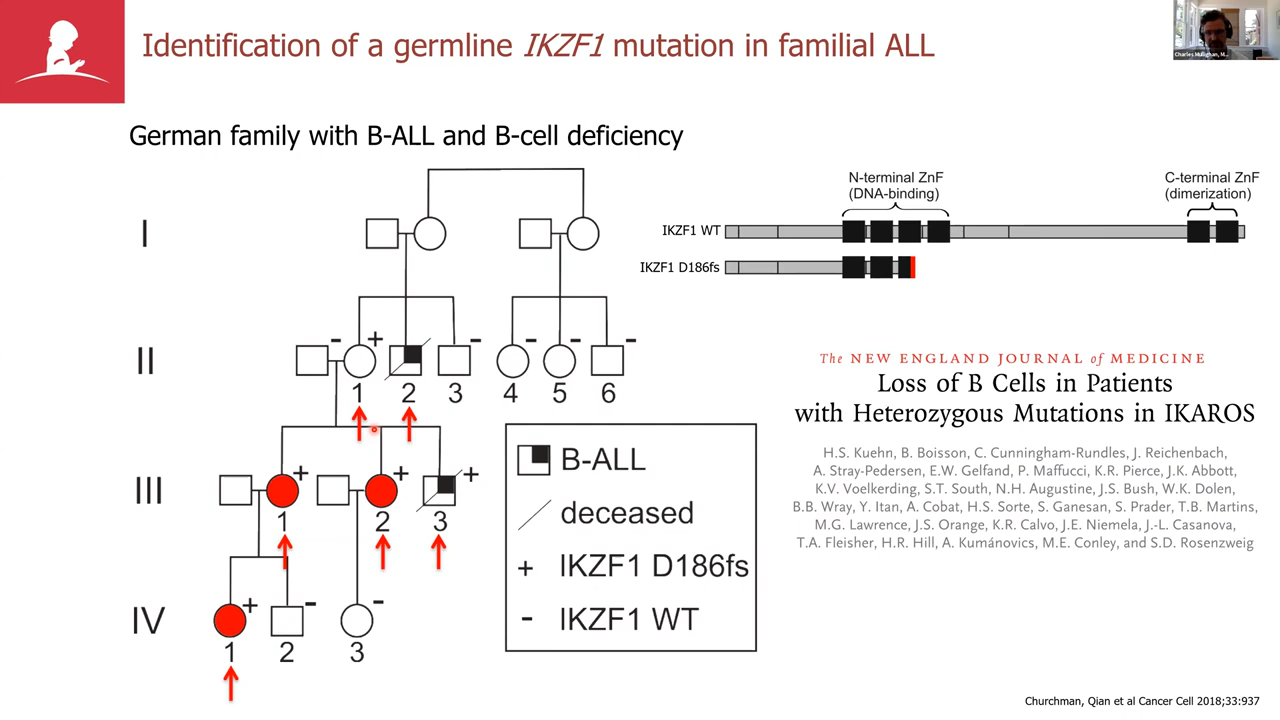 Identification of a germline IKZF1 mutation in familial ALL
Charles Mullighan, M...
German family with B-ALL and B-cell deficiency
I
II
III
IV
- + - - - -
1 2 3 4 5 6
+ + +
1 2 3
+ - -
1 2 3
B-ALL
deceased
+ IKZF1 D186fs
- IKZF1 WT
N-terminal ZnF
(DNA-binding)
C-terminal ZnF
(dimerization)
IKZF1 WT
IKZF1 D186fs
The NEW ENGLAND JOURNAL of MEDICINE
Loss of B Cells in Patients
with Heterozygous Mutations in IKAROS
H.S. Kuehn, B. Boisson, C. Cunningham-Rundles, J. Reichenbach,
A. Stray-Pedersen, E.W. Gelfand, P. Maffucci, K.R. Pierce, J.K. Abbott,
K.V. Voelkerding, S.T. South, N.H. Augustine, J.S. Bush, W.K. Dolen,
B.B. Wray, Y. Itan, A. Cobat, H.S. Sorte, S. Ganesan, S. Prader, T.B. Martins,
M.G. Lawrence, J.S. Orange, K.R. Calvo, J.E. Niemela, J.-L. Casanova,
T.A. Fleisher, H.R. Hill, A. Kumánovics, M.E. Conley, and S.D. Rosenzweig
Churchman, Qian et al Cancer Cell 2018;33:937